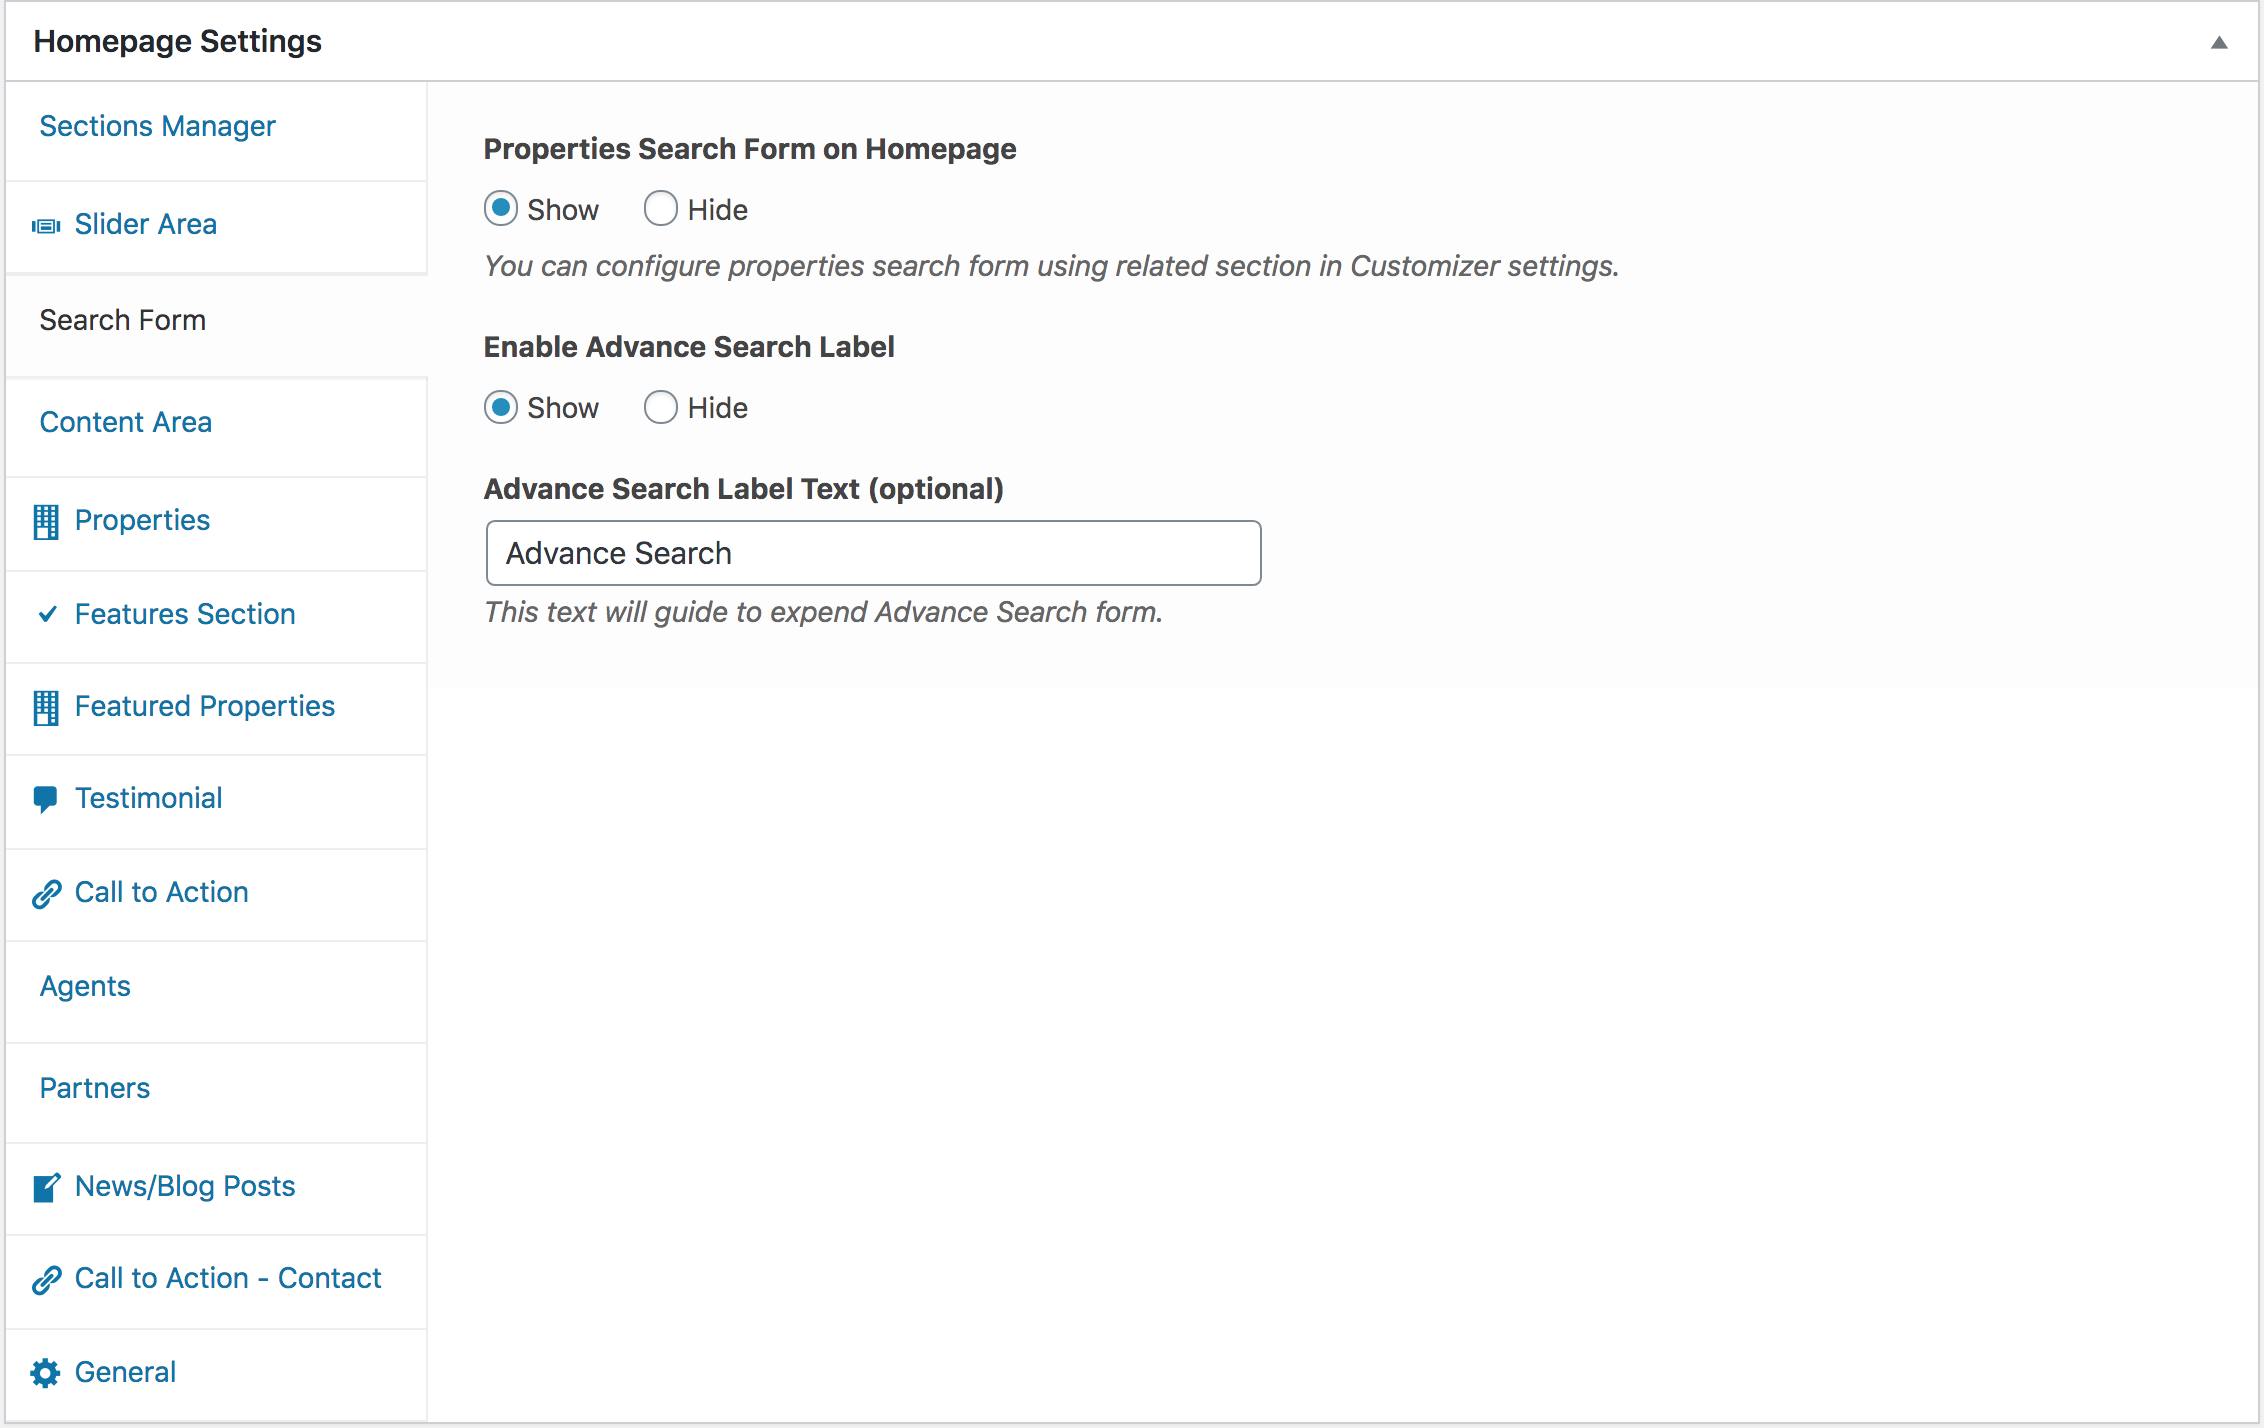 Homepage Settings
Sections Manager
Slider Area
Search Form
Content Area
Properties
Features Section
Featured Properties
Testimonial
Call to Action
Agents
Partners
News/Blog Posts
Call to Action - Contact
General
Properties Search Form on Homepage
Show Hide
You can configure properties search form using related section in Customizer settings.
Enable Advance Search Label
Show Hide
Advance Search Label Text (optional)
Advance Search
This text will guide to expend Advance Search form.